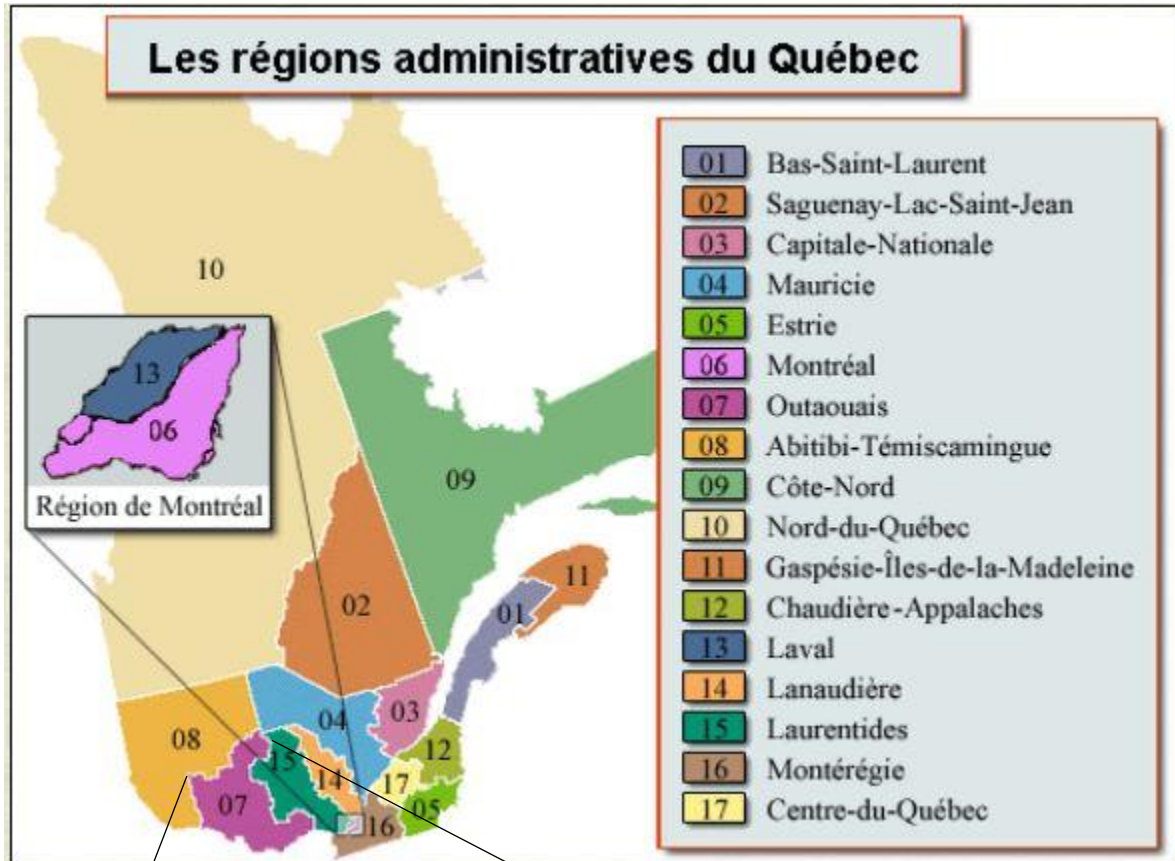 Les régions administratives du Québec
01 Bas-Saint-Laurent
02 Saguenay-Lac-Saint-Jean
03 Capitale-Nationale
04 Mauricie
05 Estrie
06 Montréal
07 Outaouais
08 Abitibi-Témiscamingue
09 Côte-Nord
10 Nord-du-Québec
11 Gaspésie-Îles-de-la-Madeleine
12 Chaudière-Appalaches
13 Laval
14 Lanaudière
15 Laurentides
16 Montérégie
17 Centre-du-Québec
10
13
06
Région de Montréal
09
11
02
01
04
03
08
12
15
14
17
07
05
16